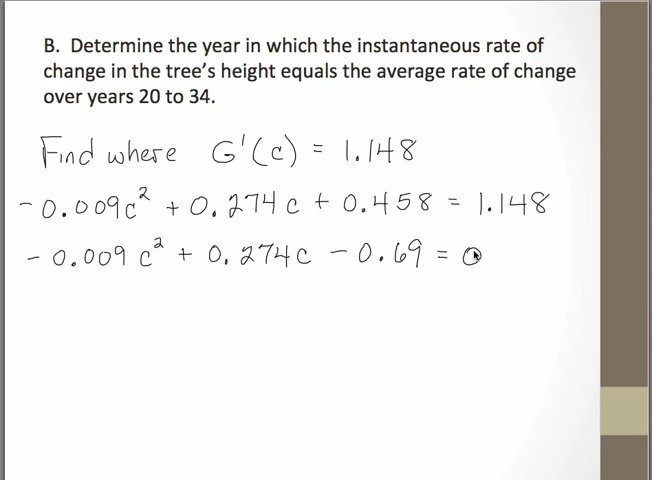 B. Determine the year in which the instantaneous rate of
change in the tree's height equals the average rate of change
over years 20 to 34.
Find where G'(c) = 1.148
-0.009c² + 0.274c + 0.458 = 1.148
-0.009c² + 0.274c - 0.69 = 0